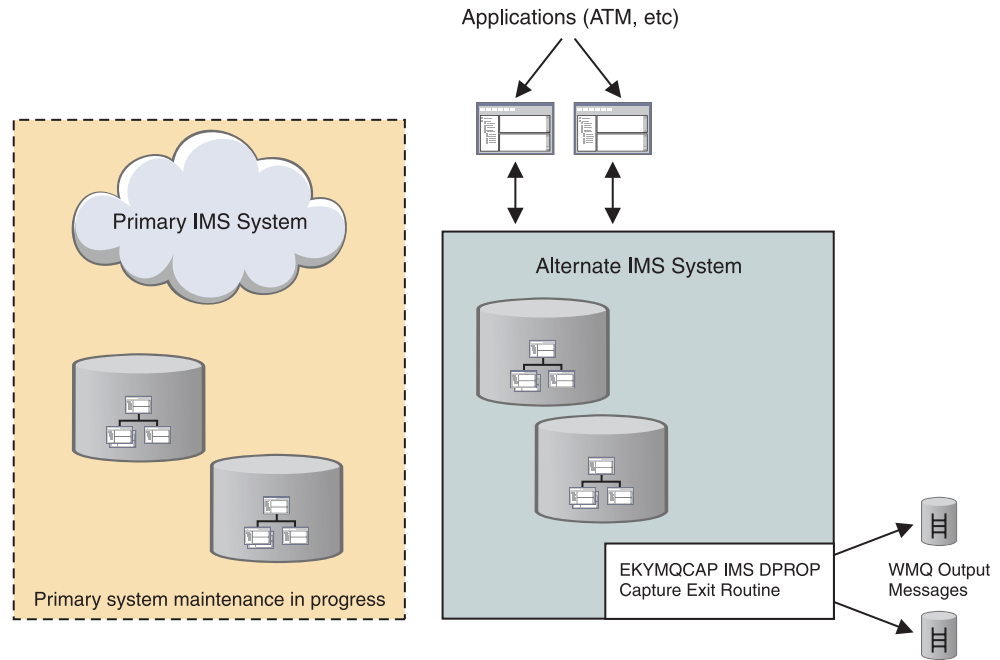 Applications (ATM, etc)
Primary IMS System
Alternate IMS System
EKYMQCAP IMS DPROP
Capture Exit Routine
WMQ Output
Messages
Primary system maintenance in progress